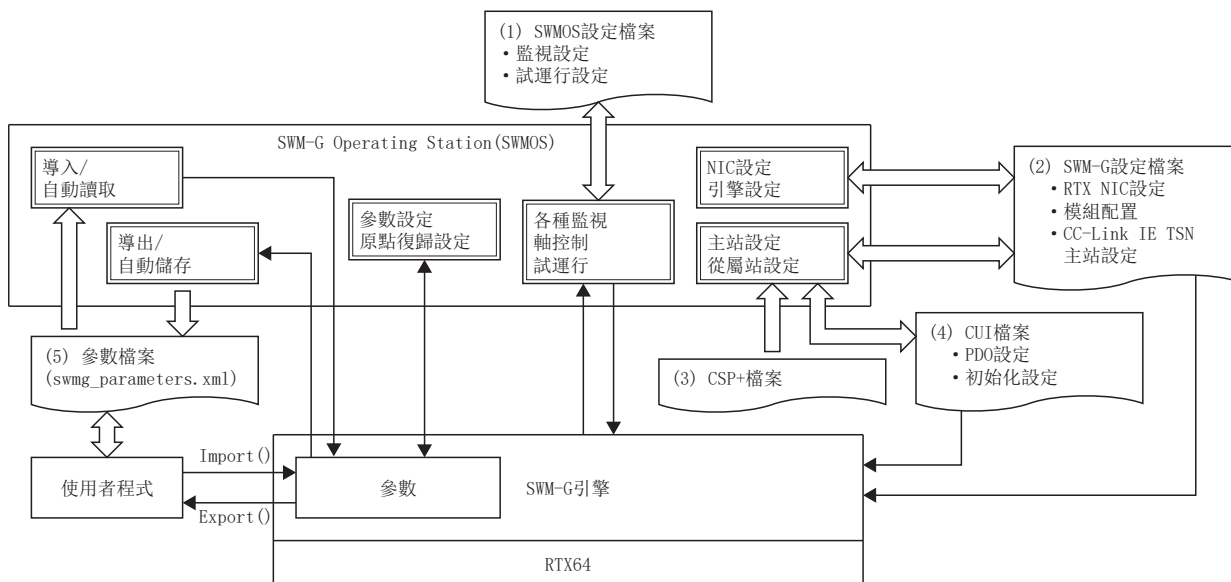 (1) SWMOS設定檔案
・監視設定
・試運行設定
SWM-G Operating Station(SWMOS)
導入/
自動讀取
導出/
自動儲存
參數設定
原點復歸設定
各種監視
軸控制
試運行
NIC設定
引擎設定
主站設定
從屬站設定
(2) SWM-G設定檔案
・RTX NIC設定
・模組配置
・CC-Link IE TSN
主站設定
(5) 參數檔案
(swmg_parameters.xml)
(3) CSP+檔案
(4) CUI檔案
・PDO設定
・初始化設定
使用者程式
Import()
Export()
參數
SWM-G引擎
RTX64